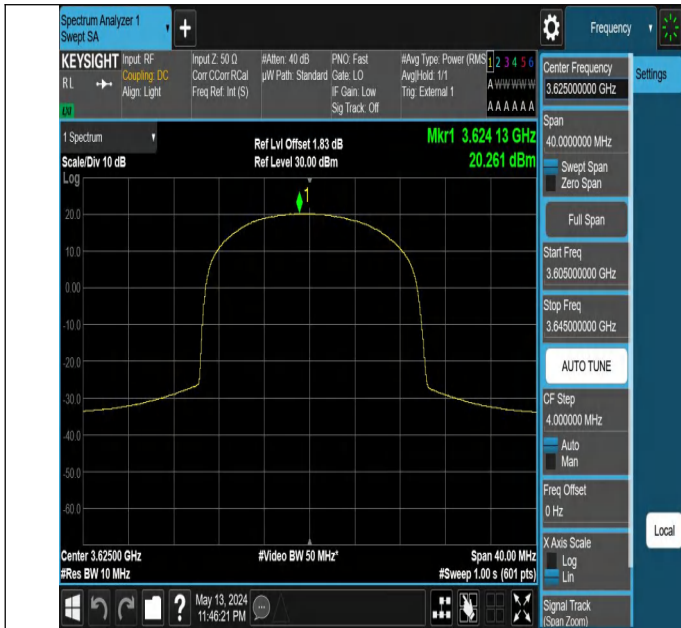 Spectrum Analyzer 1
Swept SA
Frequency
KEYSIGHT
RL
Input: RF
Coupling: DC
Align: Light
Input Z: 50 Ω
Corr CCorr RCal
Freq Ref: Int (S)
#Atten: 40 dB
µW Path: Standard
PNO: Fast
Gate: LO
IF Gain: Low
Sig Track: Off
#Avg Type: Power (RMS
Avg|Hold: 1/1
Trig: External 1
1 2 3 4 5 6
A W W W W W
A A A A A A
1 Spectrum
Scale/Div 10 dB
Ref Lvl Offset 1.83 dB
Ref Level 30.00 dBm
Mkr1 3.624 13 GHz
20.261 dBm
Log
1
20.0
10.0
0.00
-10.0
-20.0
-30.0
-40.0
-50.0
-60.0
Center 3.62500 GHz
#Res BW 10 MHz
#Video BW 50 MHz*
Span 40.00 MHz
#Sweep 1.00 s (601 pts)
May 13, 2024
11:46:21 PM
Center Frequency
3.625000000 GHz
Settings
Span
40.0000000 MHz
Swept Span
Zero Span
Full Span
Start Freq
3.605000000 GHz
Stop Freq
3.645000000 GHz
AUTO TUNE
CF Step
4.000000 MHz
Auto
Man
Freq Offset
0 Hz
X Axis Scale
Log
Lin
Local
Signal Track
(Span Zoom)